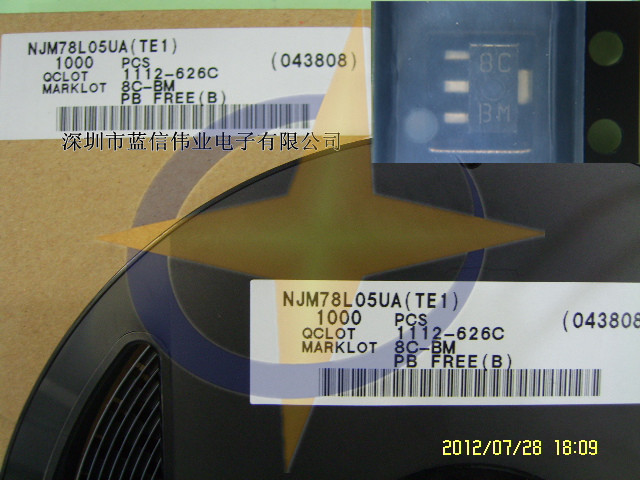 NJM78L05UA(TE1)
1000 PCS (043808)
QCLOT 1112-626C
MARKLOT 8C-BM
PB FREE(B)
深圳市蓝信伟业电子有限公司
8C
BM
NJM78L05UA(TE1)
1000 PCS (043808
QCLOT 1112-626C
MARKLOT 8C-BM
PB FREE(B)
2012/07/28 18:09